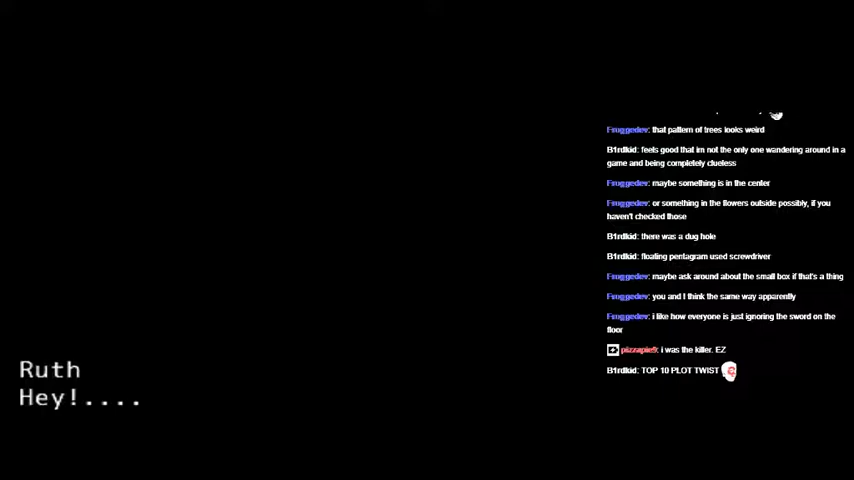 Fruggedev: that pattern of trees looks weird
B1rdkid: feels good that im not the only one wandering around in a
game and being completely clueless
Fruggedev: maybe something is in the center
Fruggedev: or something in the flowers outside possibly, if you
haven't checked those
B1rdkid: there was a dug hole
B1rdkid: floating pentagram used screwdriver
Fruggedev: maybe ask around about the small box if that's a thing
Fruggedev: you and I think the same way apparently
Fruggedev: i like how everyone is just ignoring the sword on the
floor
pizzapie9: i was the killer. EZ
B1rdkid: TOP 10 PLOT TWIST
Ruth
Hey!....